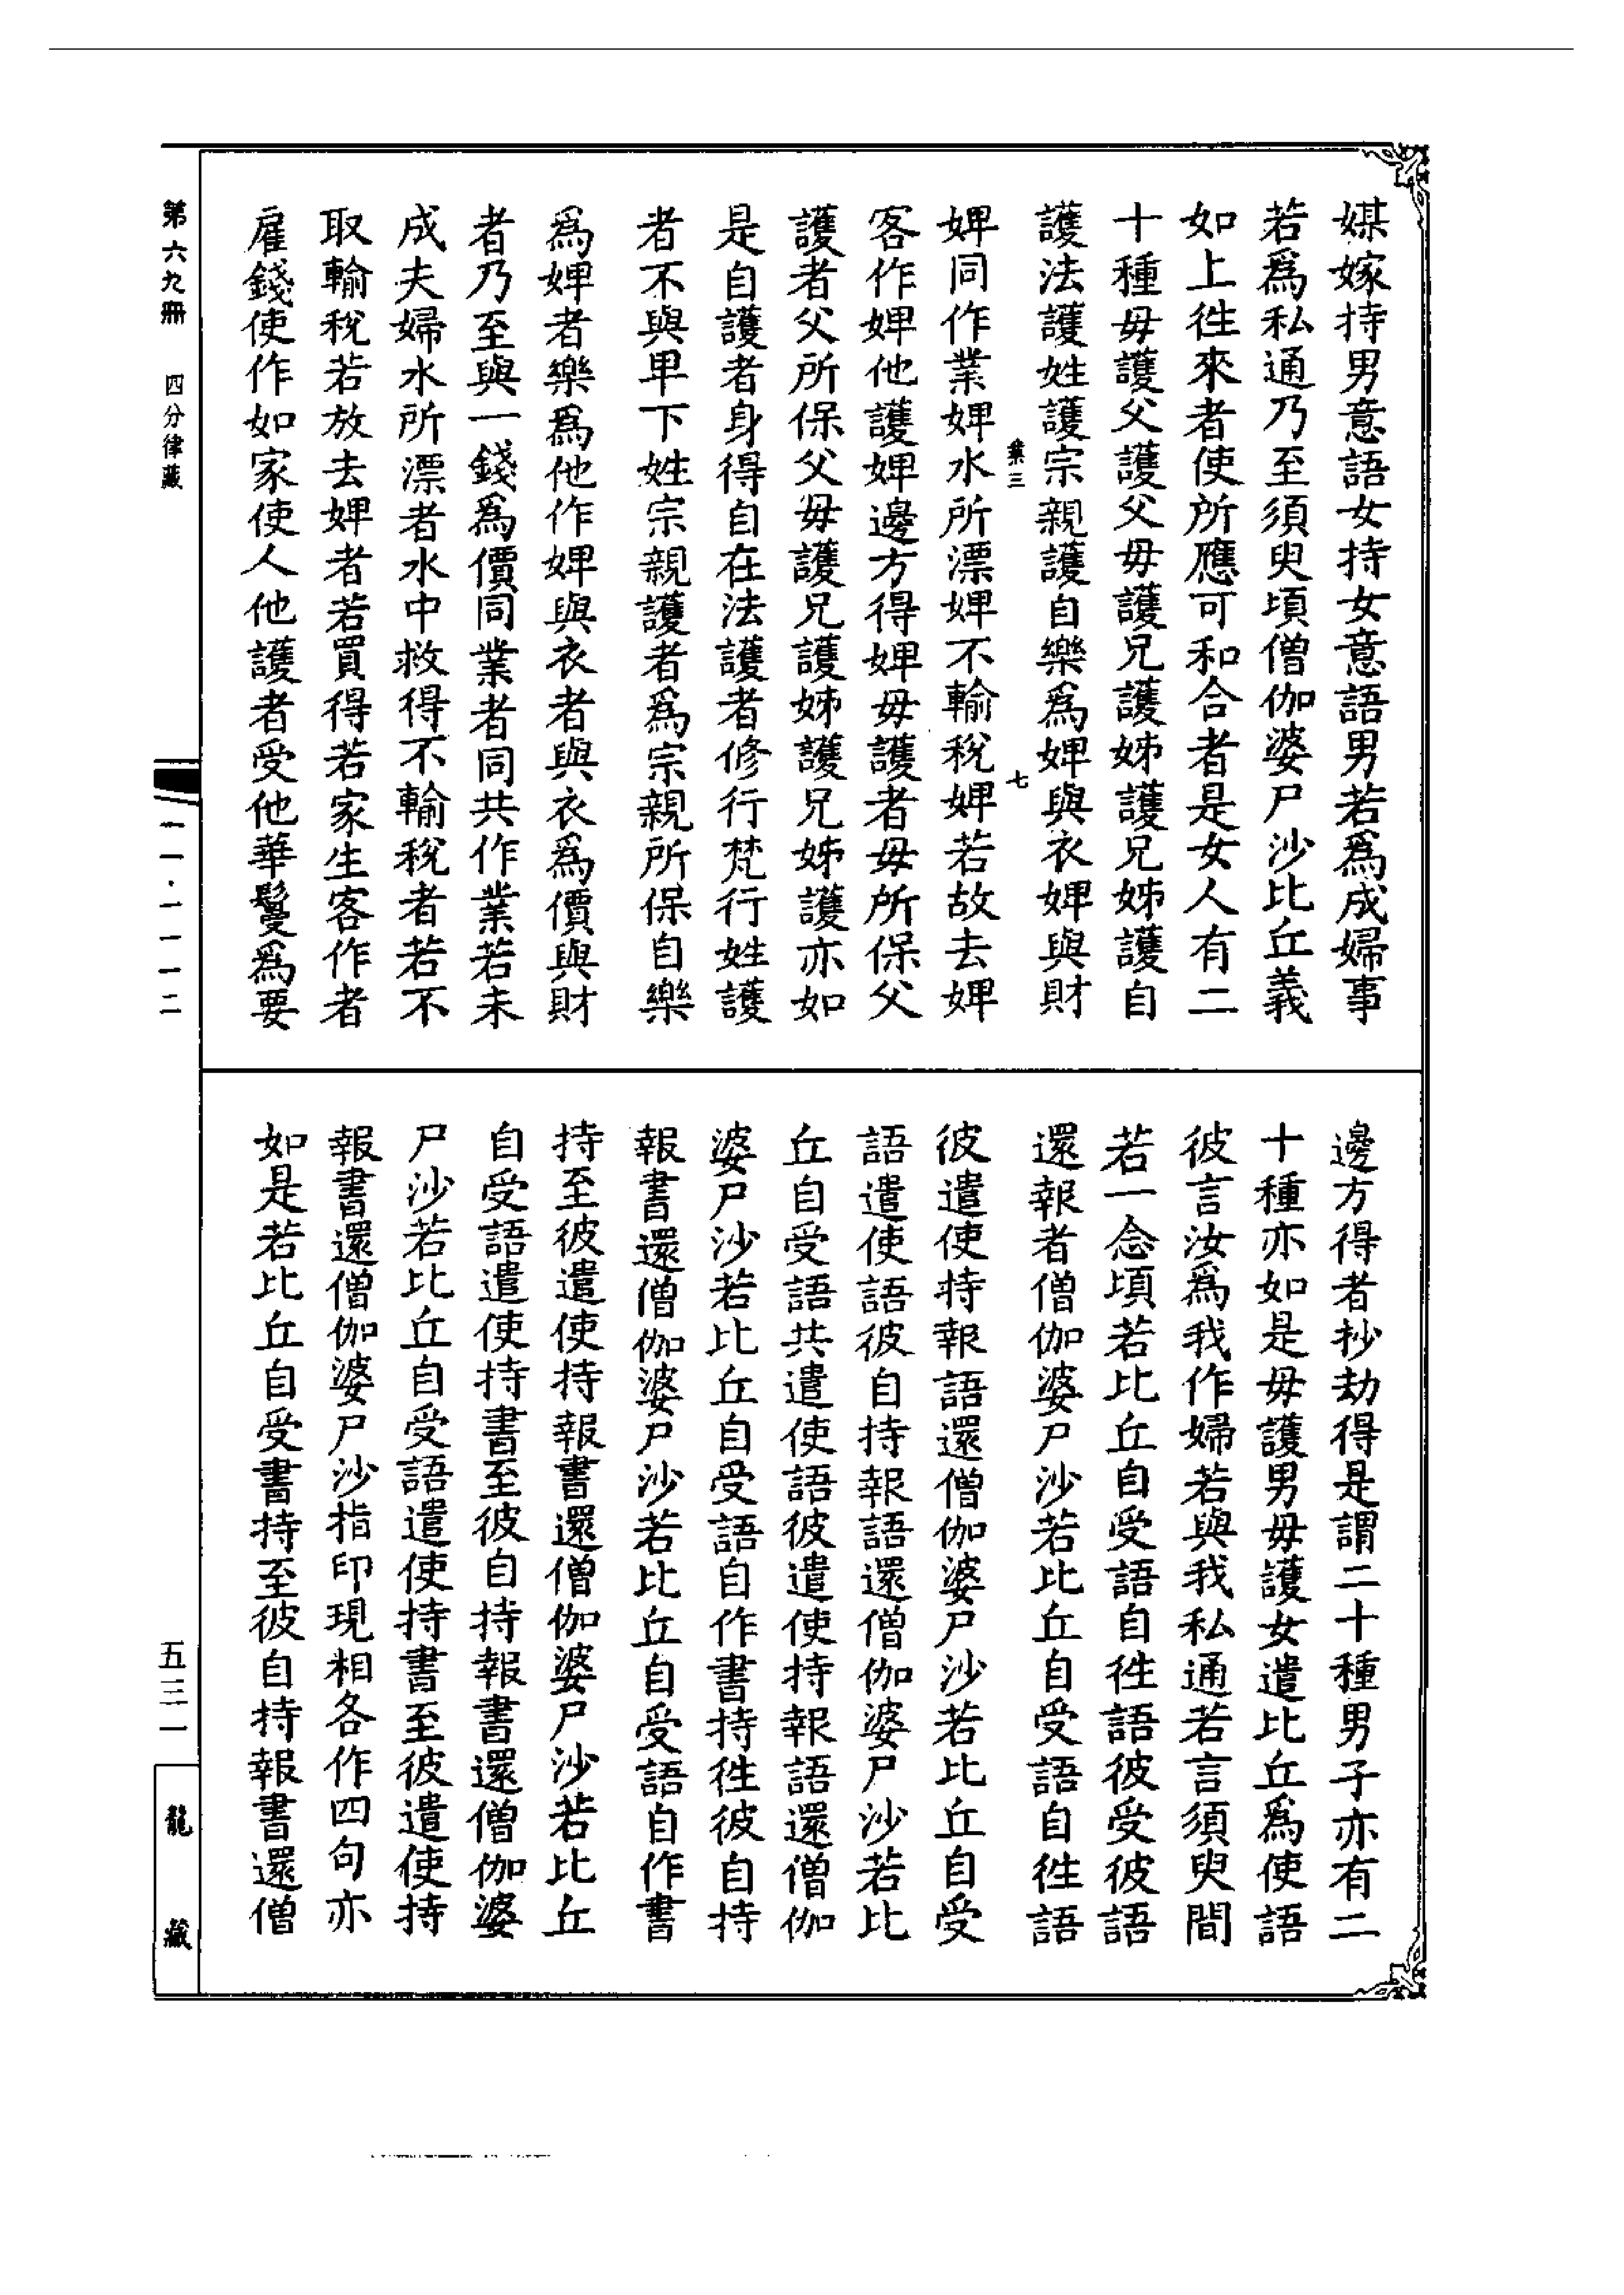 媒嫁持男意語女持女意語男若爲成婦事
若爲私通乃至須臾頃僧伽婆尸沙比丘義
如上徃來者使所應可和合者是女人有二
十種毋護父護父毋護兄護姊護兄姊護自
護法護姓護宗親護自樂爲婢與衣婢與財
業三 七
婢同作業婢水所漂婢不輸稅婢若故去婢
客作婢他護婢邊方得婢毋護者毋所保父
護者父所保父毋護兄護姊護兄姊護亦如
是自護者身得自在法護者修行梵行姓護
者不與卑下姓宗親護者爲宗親所保自樂
爲婢者樂爲他作婢與衣者與衣爲價與財
者乃至與一錢爲價同業者同共作業若未
成夫婦水所漂者水中救得不輸稅者若不
取輸稅若放去婢者若買得若家生客作者
雇錢使作如家使人他護者受他華鬘爲要
邊方得者抄劫得是謂二十種男子亦有二
十種亦如是毋護男毋護女遣比丘爲使語
彼言汝爲我作婦若與我私通若言須臾間
若一念頃若比丘自受語自徃語彼受彼語
還報者僧伽婆尸沙若比丘自受語自徃語
彼遣使持報語還僧伽婆尸沙若比丘自受
語遣使語彼自持報語還僧伽婆尸沙若比
丘自受語共遣使語彼遣使持報語還僧伽
婆尸沙若比丘自受語自作書持徃彼自持
報書還僧伽婆尸沙若比丘自受語自作書
持至彼遣使持報書還僧伽婆尸沙若比丘
自受語遣使持書至彼自持報書還僧伽婆
尸沙若比丘自受語遣使持書至彼遣使持
報書還僧伽婆尸沙指印現相各作四句亦
如是若比丘自受書持至彼自持報書還僧
第六九冊 四分律藏
一一·一一一二
五三一
龍藏